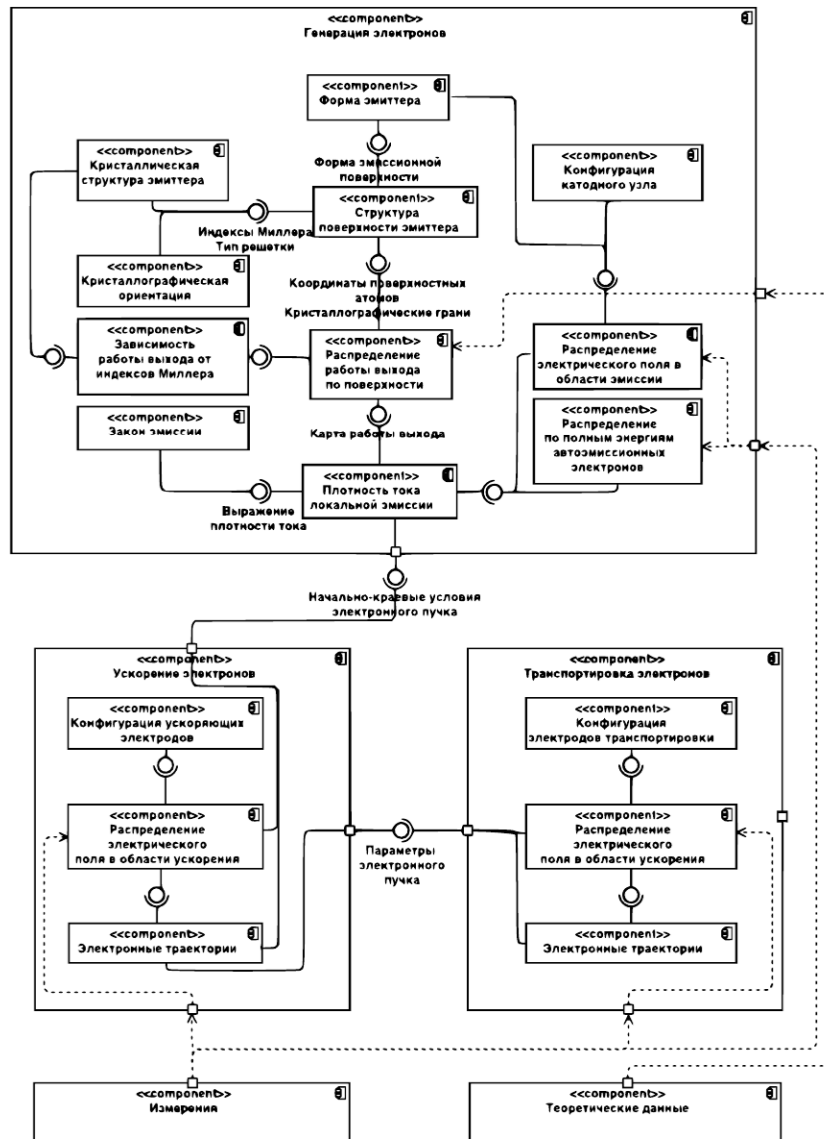 <<component>>
Генерация электронов
<<component>>
Форма эмиттера
<<component>>
Кристаллическая
структура эмиттера
Форма эмиссионной
поверхности
<<component>>
Конфигурация
катодного узла
<<component>>
Структура
поверхности эмиттера
Индексы Миллера
Тип решетки
<<component>>
Кристаллографическая
ориентация
Координаты поверхностных
атомов
Кристаллографические грани
<<component>>
Зависимость
работы выхода от
индексов Миллера
<<component>>
Распределение
работы выхода
по поверхности
<<component>>
Распределение
электрического поля в
области эмиссии
<<component>>
Закон эмиссии
Карта работы выхода
<<component>>
Распределение
по полным энергиям
автоэмиссионных
электронов
<<component>>
Плотность тока
локальной эмиссии
Выражение
плотности тока
Начально-краевые условия
электронного пучка
<<component>>
Ускорение электронов
<<component>>
Транспортировка электронов
<<component>>
Конфигурация ускоряющих
электродов
<<component>>
Конфигурация
электродов транспортировки
<<component>>
Распределение
электрического
поля в области ускорения
Параметры
электронного
пучка
<<component>>
Распределение
электрического
поля в области ускорения
<<component>>
Электронные траектории
<<component>>
Электронные траектории
<<component>>
Измерения
<<component>>
Теоретические данные